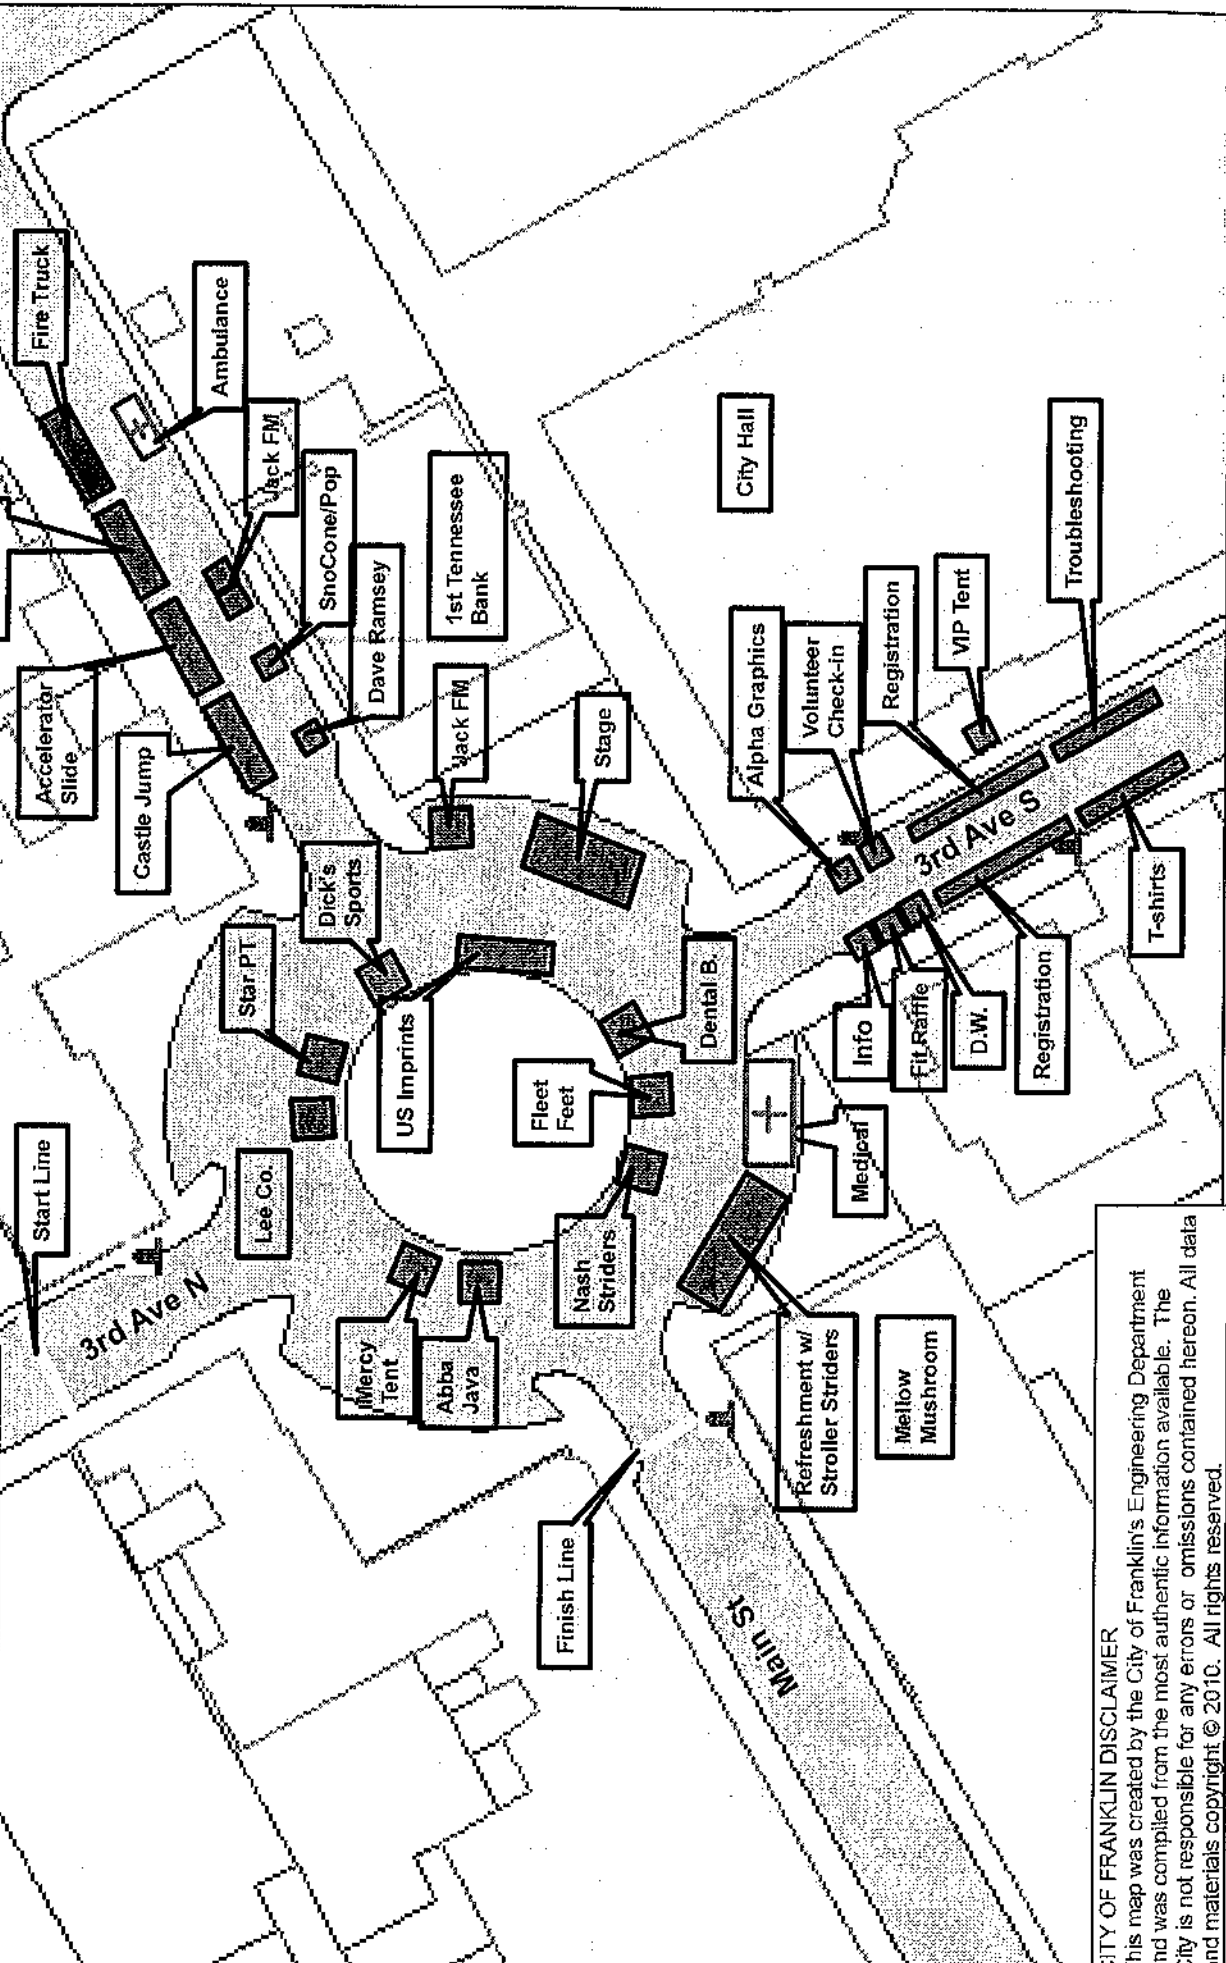 Start Line
Fire Truck
Accelerator
Slide
Castle Jump
3rd Ave N
Ambulance
Star PT
Lee Co.
Jack FM
Dick's
Sports
SnoCone/Pop
Mercy
Tent
Dave Ramsey
US Imprints
Abba
Java
Jack FM
1st Tennessee
Bank
Fleet
Feet
Finish Line
Nash
Striders
Stage
Dental B.
Main St
City Hall
Alpha Graphics
Volunteer
Check-in
Refreshment w/
Stroller Striders
Medical
Info
Registration
Mellow
Mushroom
Fit Raffle
D.W.
VIP Tent
3rd Ave S
Registration
Troubleshooting
T-shirts
ITY OF FRANKLIN DISCLAIMER
his map was created by the City of Franklin's Engineering Department
nd was compiled from the most authentic information available. The
ity is not responsible for any errors or omissions contained hereon. All data
nd materials copyright © 2010. All rights reserved.